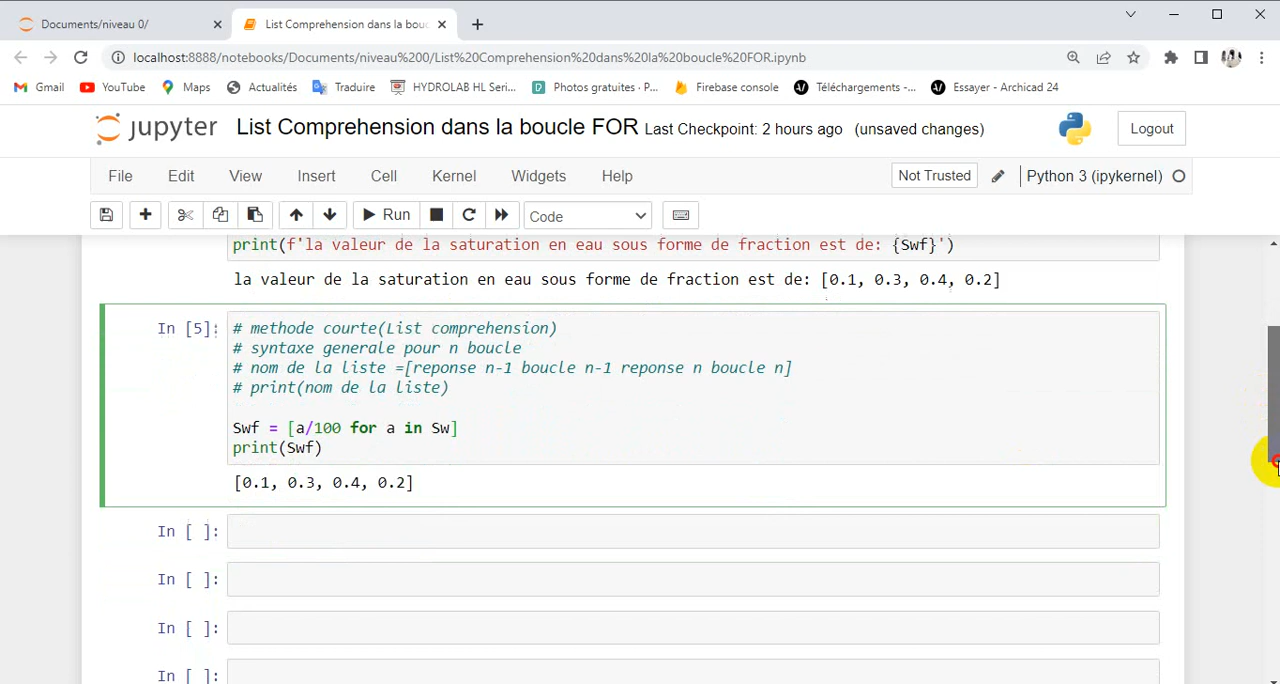 Documents/niveau 0/
List Comprehension dans la bouc
localhost:8888/notebooks/Documents/niveau%200/List%20Comprehension%20dans%20la%20boucle%20FOR.ipynb
Gmail YouTube Maps Actualités Traduire HYDROLAB HL Seri... Photos gratuites · P... Firebase console Téléchargements -... Essayer - Archicad 24
jupyter List Comprehension dans la boucle FOR Last Checkpoint: 2 hours ago (unsaved changes) Logout
File Edit View Insert Cell Kernel Widgets Help Not Trusted Python 3 (ipykernel)
Run Code
print(f'la valeur de la saturation en eau sous forme de fraction est de: {Swf}')
la valeur de la saturation en eau sous forme de fraction est de: [0.1, 0.3, 0.4, 0.2]
In [5]: # methode courte(List comprehension)
# syntaxe generale pour n boucle
# nom de la liste =[reponse n-1 boucle n-1 reponse n boucle n]
# print(nom de la liste)
Swf = [a/100 for a in Sw]
print(Swf)
[0.1, 0.3, 0.4, 0.2]
In [ ]:
In [ ]:
In [ ]:
In [ ]: